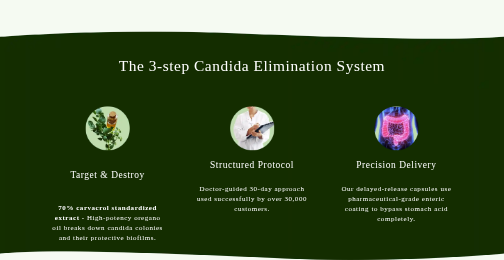 The 3-step Candida Elimination System
Target & Destroy
70% carvacrol standardized
extract - High-potency oregano
oil breaks down candida colonies
and their protective biofilms.
Structured Protocol
Doctor-guided 30-day approach
used successfully by over 30,000
customers.
Precision Delivery
Our delayed-release capsules use
pharmaceutical-grade enteric
coating to bypass stomach acid
completely.